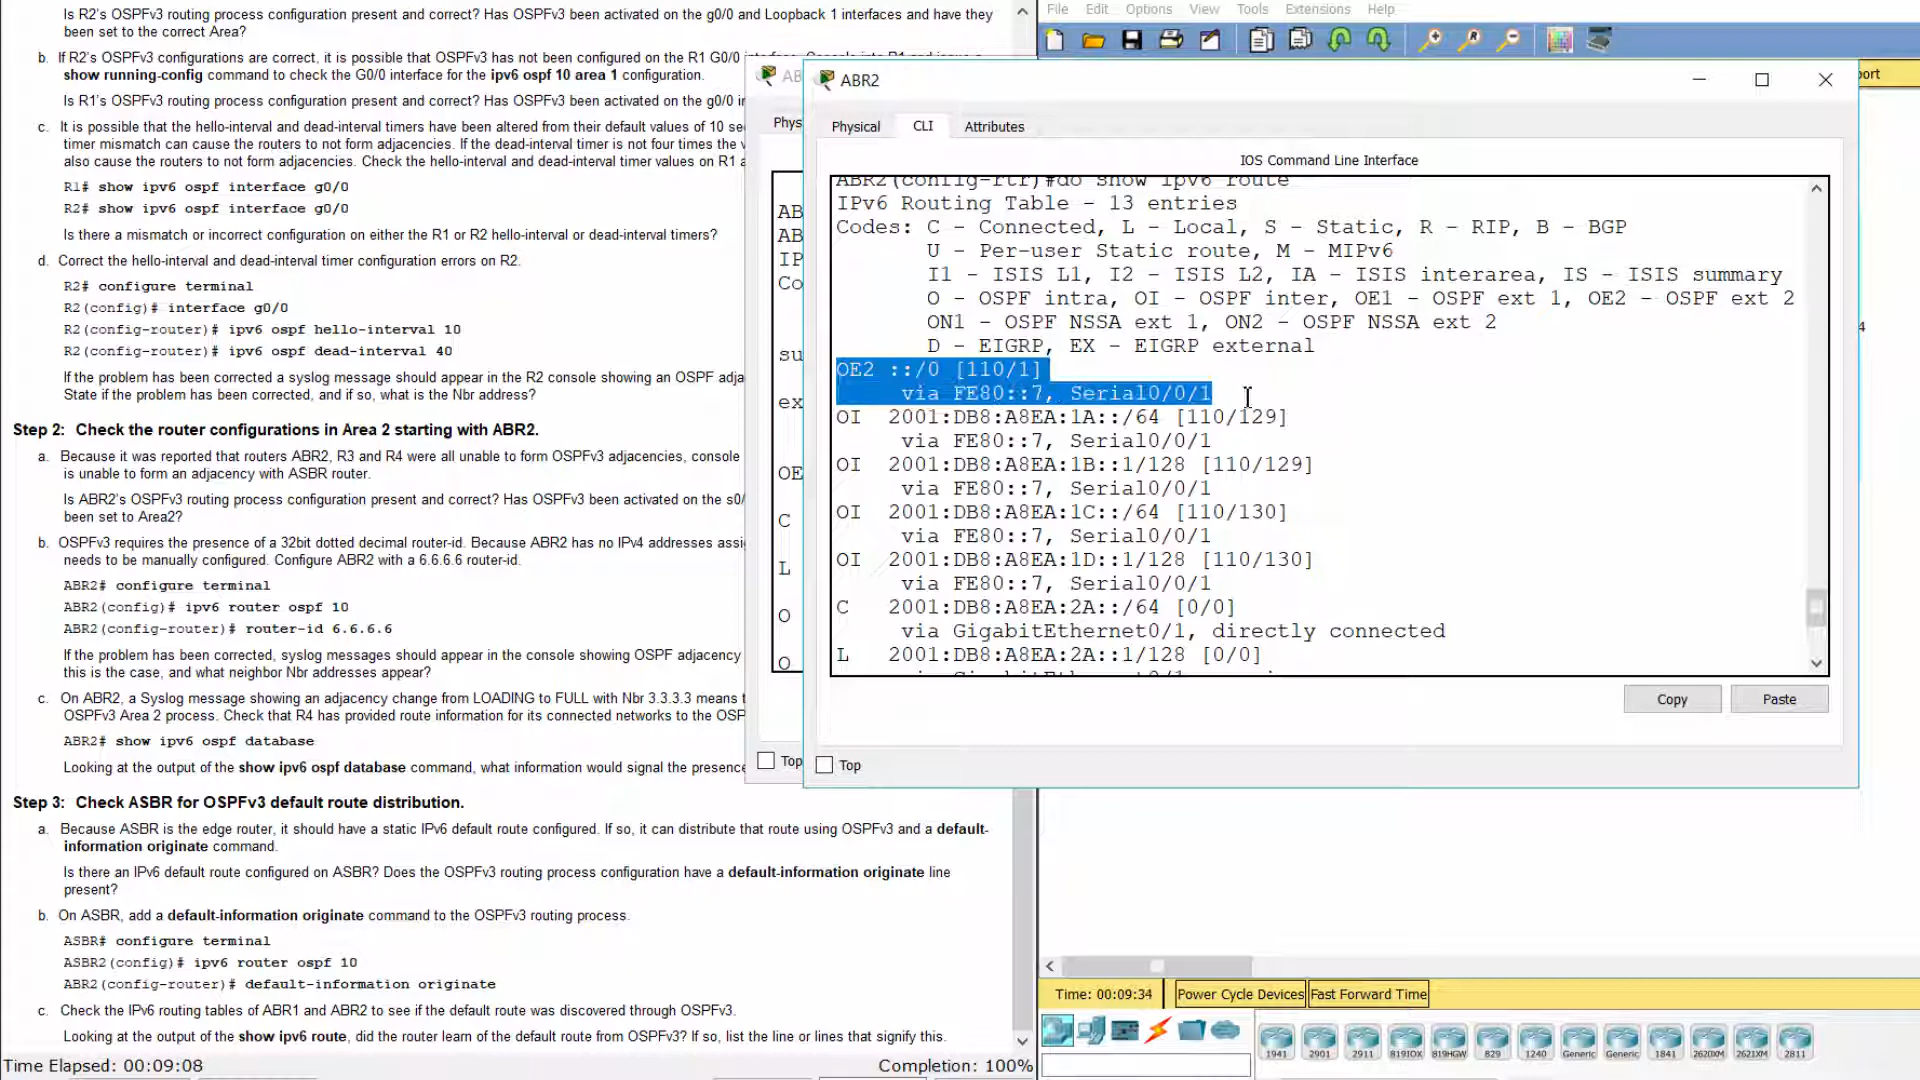 Is R2's OSPFv3 routing process configuration present and correct? Has OSPFv3 been activated on the g0/0 and Loopback 1 interfaces and have they
been set to the correct Area?
b. If R2's OSPFv3 configurations are correct, it is possible that OSPFv3 has not been configured on the R1 G0/0
show running-config command to check the G0/0 interface for the ipv6 ospf 10 area 1 configuration.
Is R1's OSPFv3 routing process configuration present and correct? Has OSPFv3 been activated on the g0/0
c. It is possible that the hello-interval and dead-interval timers have been altered from their default values of 10
timer mismatch can cause the routers to not form adjacencies. If the dead-interval timer is not four times the
also cause the routers to not form adjacencies. Check the hello-interval and dead-interval timer values on R1
R1# show ipv6 ospf interface g0/0
R2# show ipv6 ospf interface g0/0
Is there a mismatch or incorrect configuration on either the R1 or R2 hello-interval or dead-interval timers?
d. Correct the hello-interval and dead-interval timer configuration errors on R2.
R2# configure terminal
R2(config)# interface g0/0
R2(config-router)# ipv6 ospf hello-interval 10
R2(config-router)# ipv6 ospf dead-interval 40
If the problem has been corrected a syslog message should appear in the R2 console showing an OSPF adja
State if the problem has been corrected, and if so, what is the Nbr address?
Step 2: Check the router configurations in Area 2 starting with ABR2.
a. Because it was reported that routers ABR2, R3 and R4 were all unable to form OSPFv3 adjacencies, console
is unable to form an adjacency with ASBR router.
Is ABR2's OSPFv3 routing process configuration present and correct? Has OSPFv3 been activated on the s0/
been set to Area2?
b. OSPFv3 requires the presence of a 32bit dotted decimal router-id. Because ABR2 has no IPv4 addresses assi
needs to be manually configured. Configure ABR2 with a 6.6.6.6 router-id.
ABR2# configure terminal
ABR2(config)# ipv6 router ospf 10
ABR2(config-router)# router-id 6.6.6.6
If the problem has been corrected, syslog messages should appear in the console showing OSPF adjacency
this is the case, and what neighbor Nbr addresses appear?
c. On ABR2, a Syslog message showing an adjacency change from LOADING to FULL with Nbr 3.3.3.3 means
OSPFv3 Area 2 process. Check that R4 has provided route information for its connected networks to the OSP
ABR2# show ipv6 ospf database
Looking at the output of the show ipv6 ospf database command, what information would signal the presence
Step 3: Check ASBR for OSPFv3 default route distribution.
a. Because ASBR is the edge router, it should have a static IPv6 default route configured. If so, it can distribute that route using OSPFv3 and a default-
information originate command.
Is there an IPv6 default route configured on ASBR? Does the OSPFv3 routing process configuration have a default-information originate line
present?
b. On ASBR, add a default-information originate command to the OSPFv3 routing process.
ASBR# configure terminal
ASBR2(config)# ipv6 router ospf 10
ABR2(config-router)# default-information originate
c. Check the IPv6 routing tables of ABR1 and ABR2 to see if the default route was discovered through OSPFv3.
Looking at the output of the show ipv6 route, did the router learn of the default route from OSPFv3? If so, list the line or lines that signify this.
Time Elapsed: 00:09:08
Completion: 100%
AB
Phys
AB
AB
IP
Co
su
ex
OE
C
L
O
O
Top
File Edit Options View Tools Extensions Help
ort
4
ABR2
Physical CLI Attributes
IOS Command Line Interface
ABR2(config-rtr)#do show ipv6 route
IPv6 Routing Table - 13 entries
Codes: C - Connected, L - Local, S - Static, R - RIP, B - BGP
U - Per-user Static route, M - MIPv6
I1 - ISIS L1, I2 - ISIS L2, IA - ISIS interarea, IS - ISIS summary
O - OSPF intra, OI - OSPF inter, OE1 - OSPF ext 1, OE2 - OSPF ext 2
ON1 - OSPF NSSA ext 1, ON2 - OSPF NSSA ext 2
D - EIGRP, EX - EIGRP external
OE2 ::/0 [110/1]
via FE80::7, Serial0/0/1
OI 2001:DB8:A8EA:1A::/64 [110/129]
via FE80::7, Serial0/0/1
OI 2001:DB8:A8EA:1B::1/128 [110/129]
via FE80::7, Serial0/0/1
OI 2001:DB8:A8EA:1C::/64 [110/130]
via FE80::7, Serial0/0/1
OI 2001:DB8:A8EA:1D::1/128 [110/130]
via FE80::7, Serial0/0/1
C 2001:DB8:A8EA:2A::/64 [0/0]
via GigabitEthernet0/1, directly connected
L 2001:DB8:A8EA:2A::1/128 [0/0]
Copy Paste
Top
Time: 00:09:34 Power Cycle Devices Fast Forward Time
1941 2901 2911 819IOX 819HGW 829 1240 Generic Generic 1841 2620XM 2621XM 2811